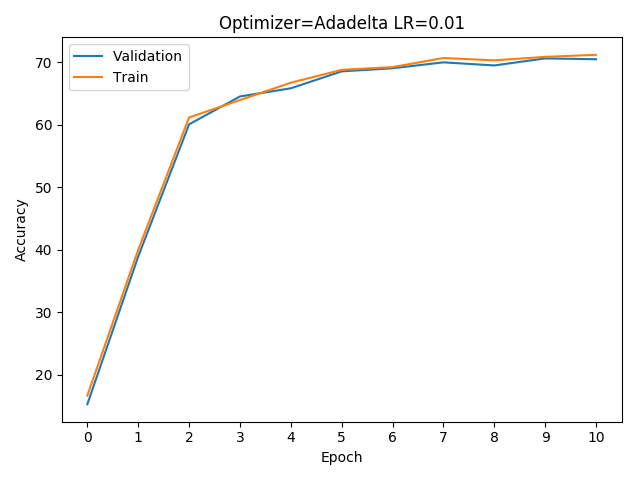 Optimizer=Adadelta LR=0.01
Validation
Train
70
60
50
40
30
20
Accuracy
0 1 2 3 4 5 6 7 8 9 10
Epoch